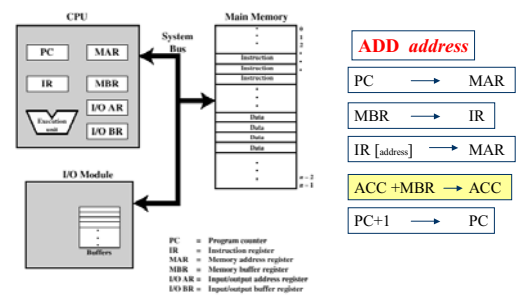 CPU
System
Bus
Main Memory
PC MAR
IR MBR
I/O AR
Execution
unit
I/O BR
0
1
2
Instruction
Instruction
Instruction
Data
Data
Data
Data
n - 2
n - 1
I/O Module
Buffers
PC = Program counter
IR = Instruction register
MAR = Memory address register
MBR = Memory buffer register
I/O AR = Input/output address register
I/O BR = Input/output buffer register
ADD address
PC → MAR
MBR → IR
IR [address] → MAR
ACC +MBR → ACC
PC+1 → PC